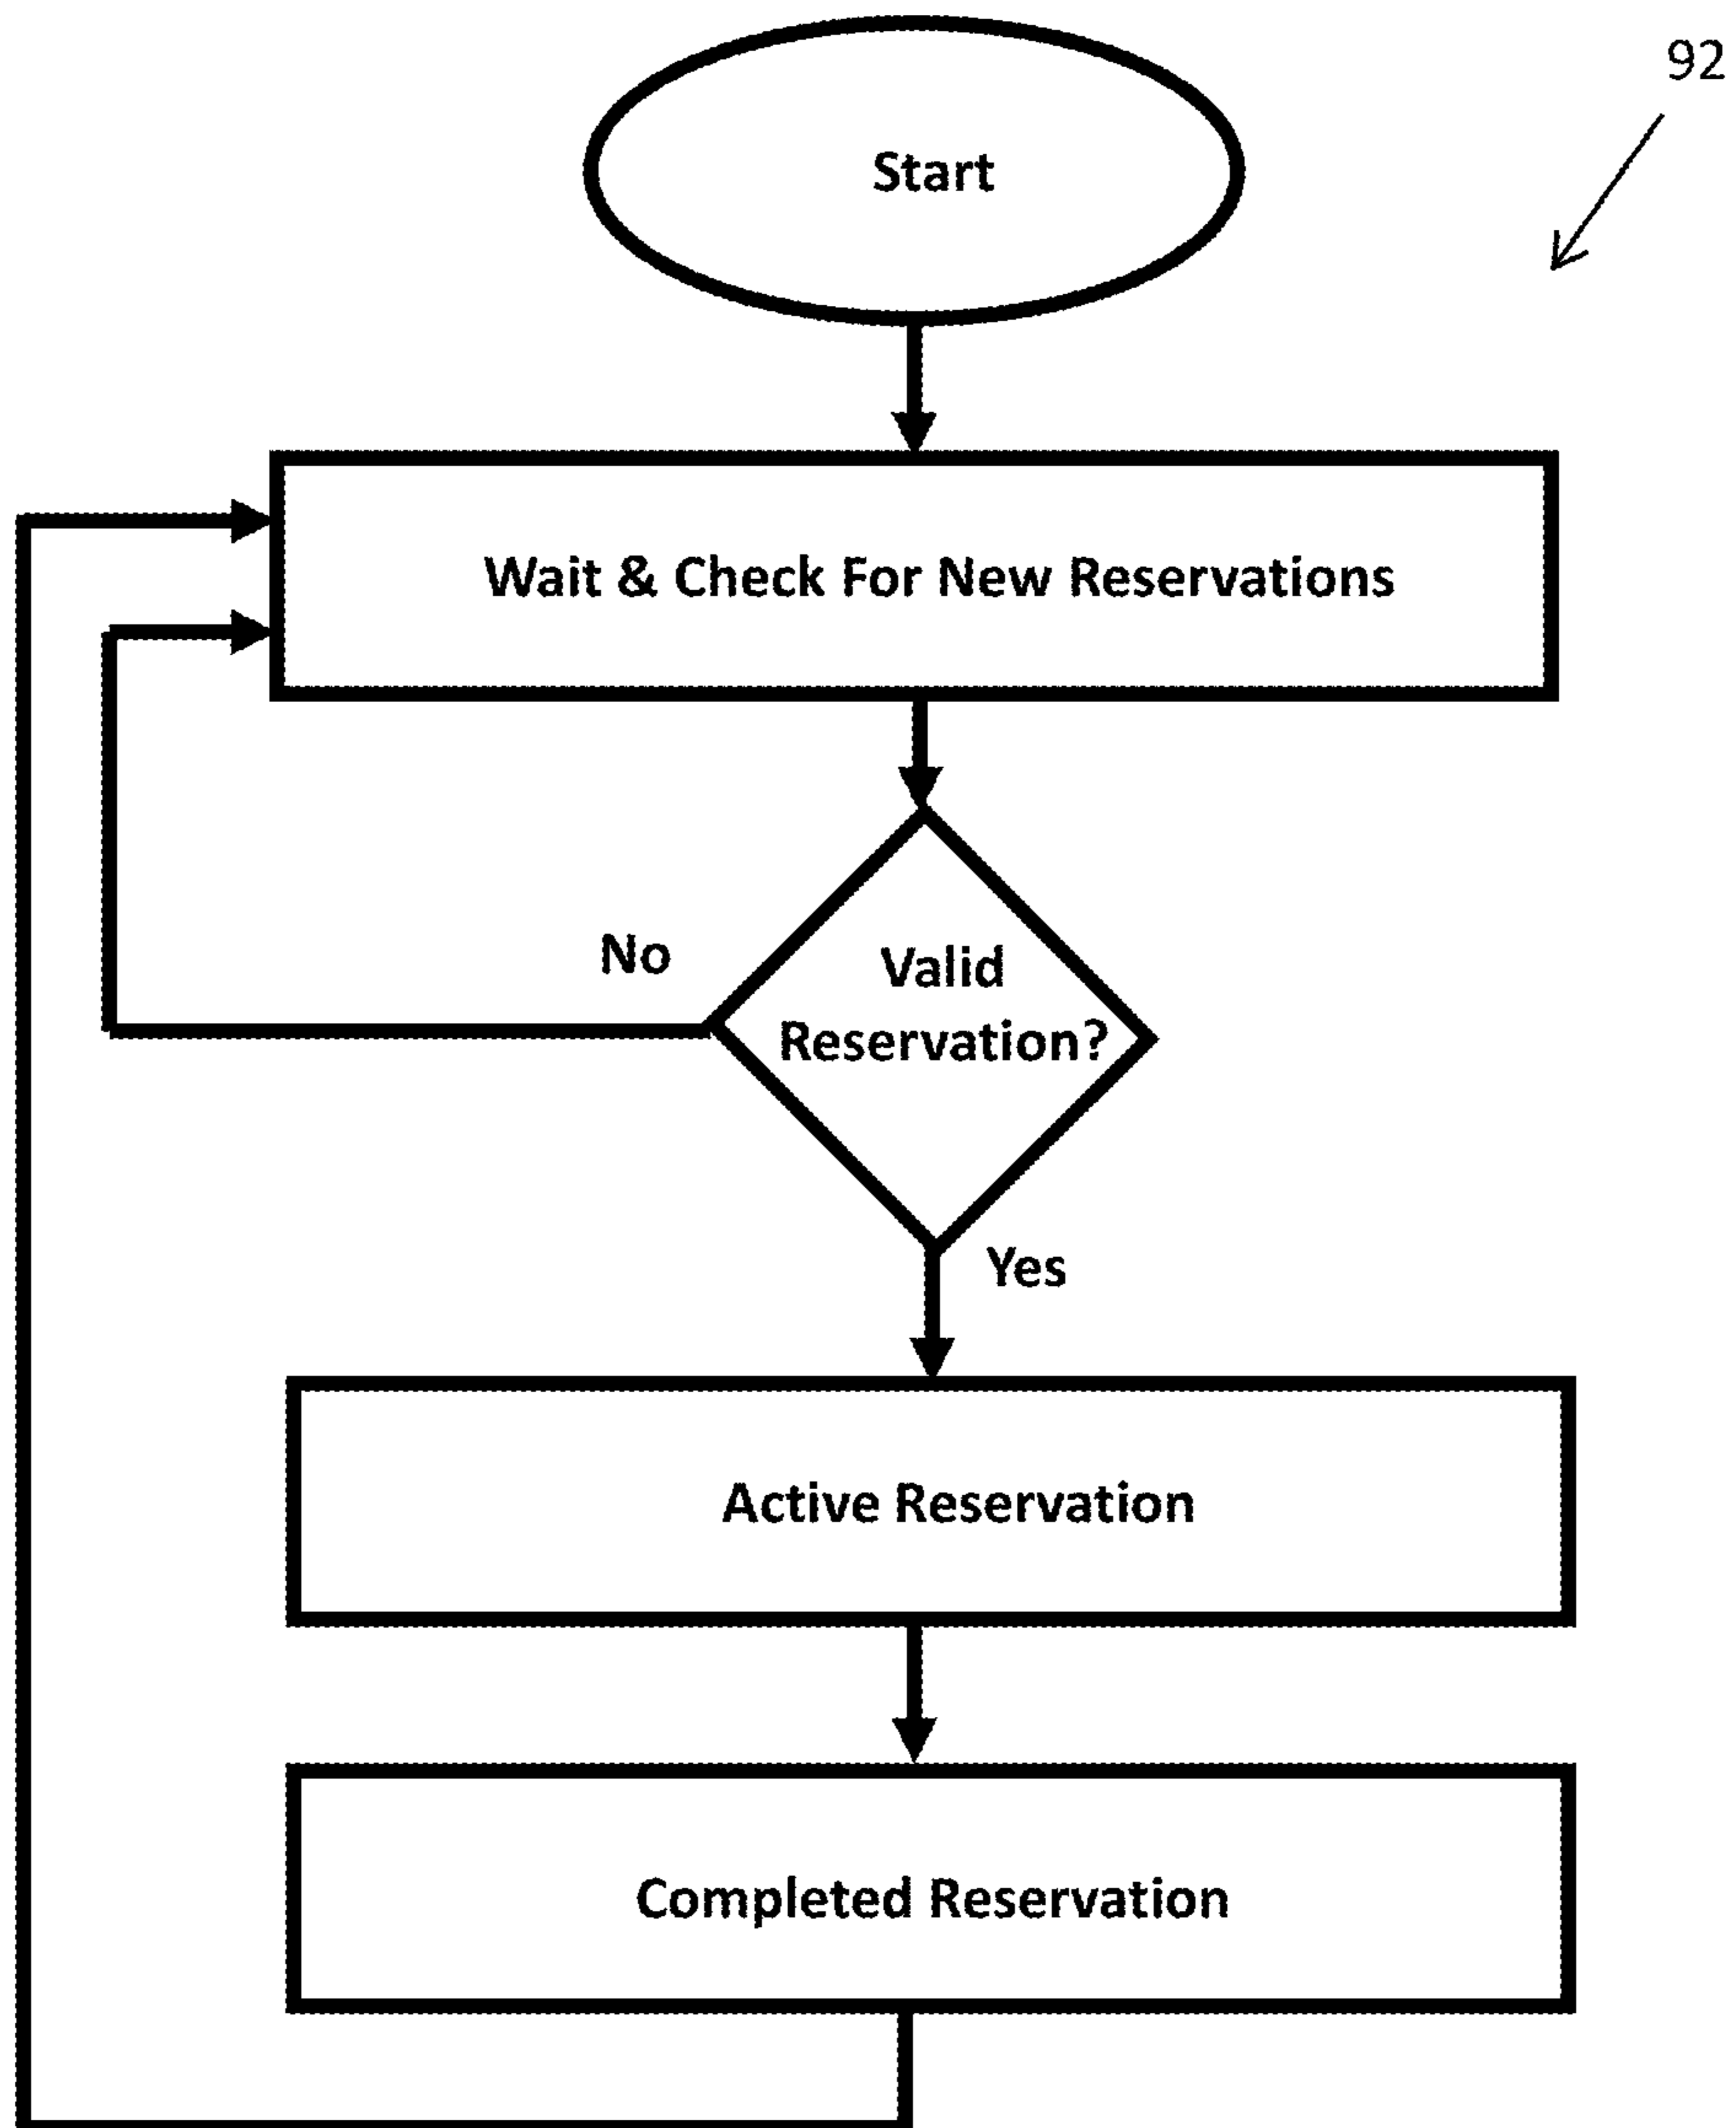 92
Start
Wait & Check For New Reservations
No
Valid
Reservation?
Yes
Active Reservation
Completed Reservation